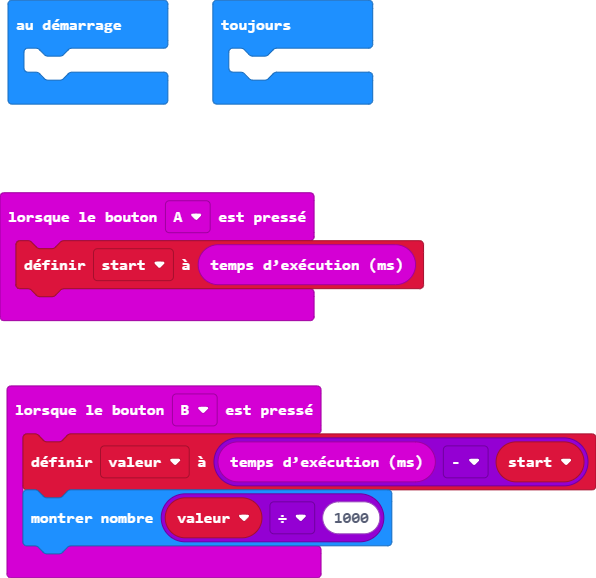 au démarrage
toujours
lorsque le bouton A est pressé
définir start à temps d’exécution (ms)
lorsque le bouton B est pressé
définir valeur à temps d’exécution (ms) - start
montrer nombre valeur ÷ 1000